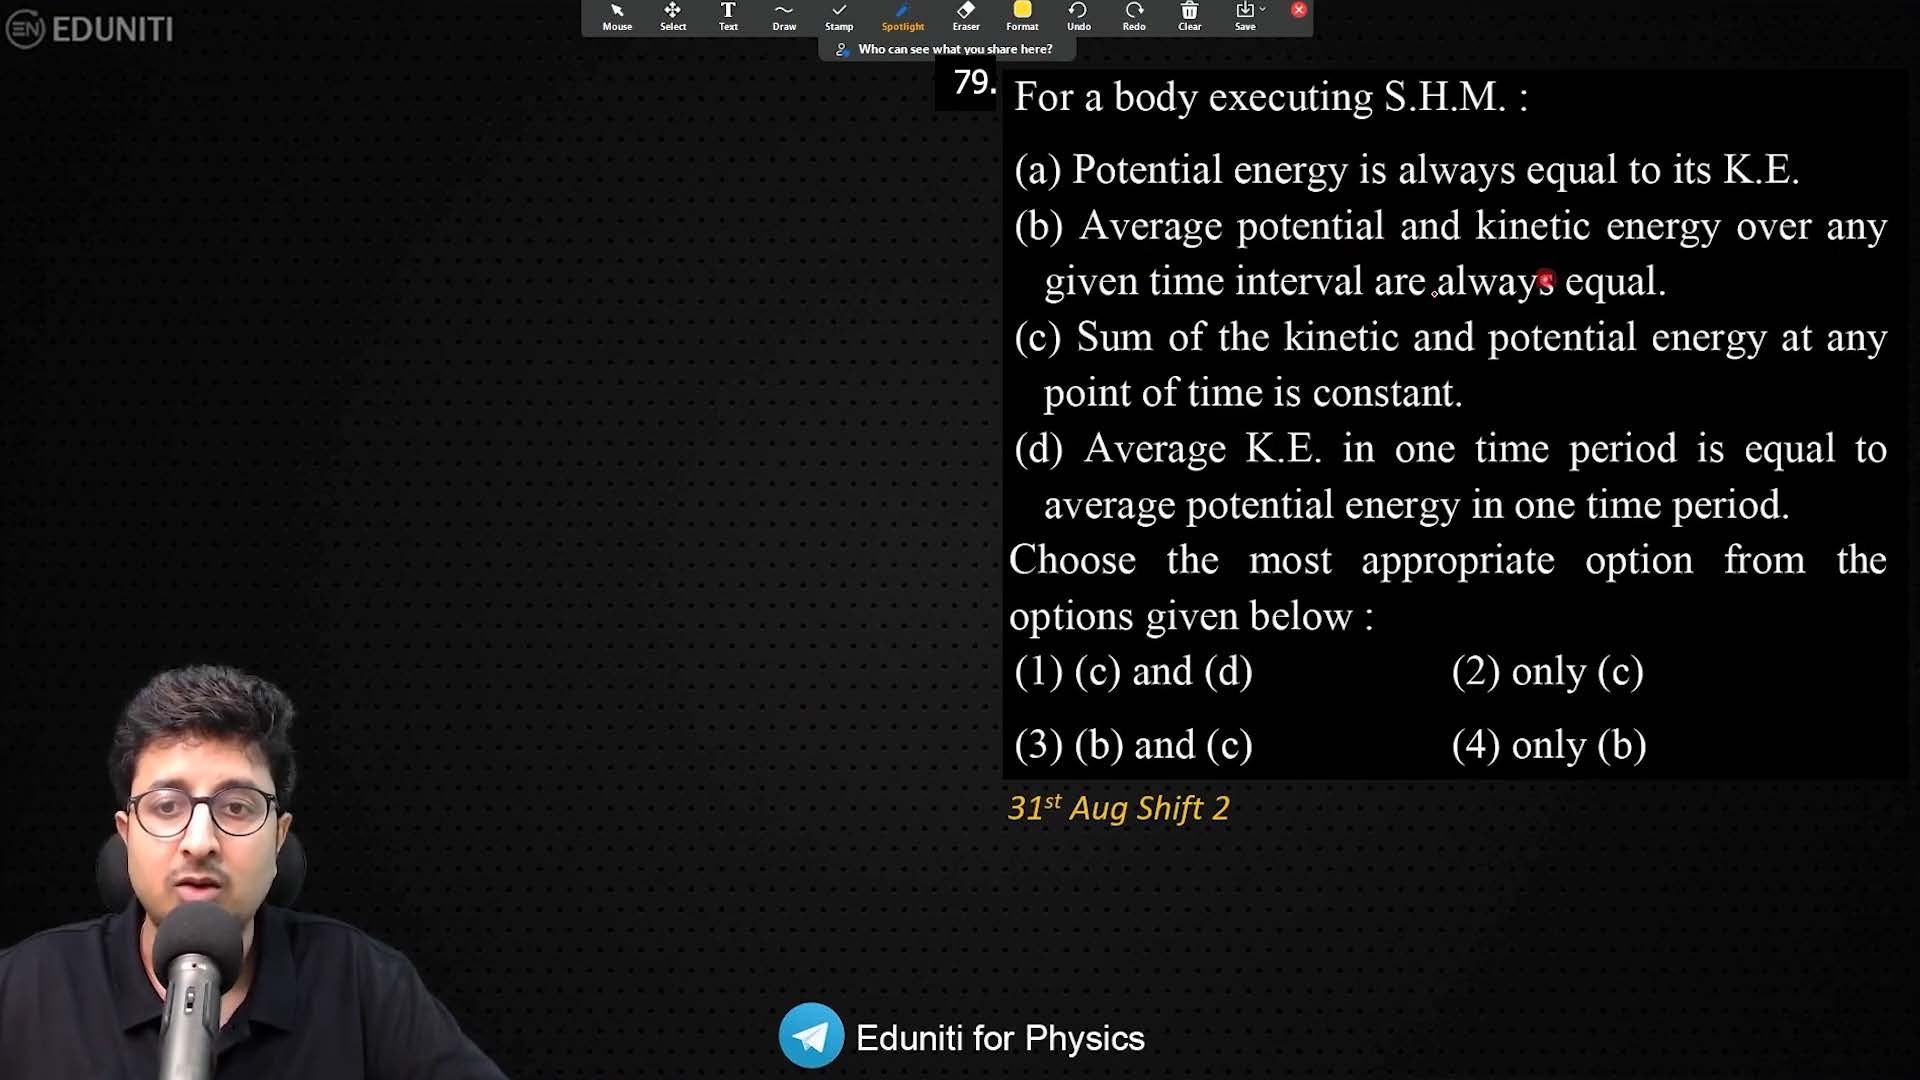 EN EDUNITI
Mouse Select Text Draw Stamp Spotlight Eraser Format Undo Redo Clear Save
Who can see what you share here?
79. For a body executing S.H.M. :
(a) Potential energy is always equal to its K.E.
(b) Average potential and kinetic energy over any
given time interval are always equal.
(c) Sum of the kinetic and potential energy at any
point of time is constant.
(d) Average K.E. in one time period is equal to
average potential energy in one time period.
Choose the most appropriate option from the
options given below :
(1) (c) and (d) (2) only (c)
(3) (b) and (c) (4) only (b)
31st Aug Shift 2
Eduniti for Physics